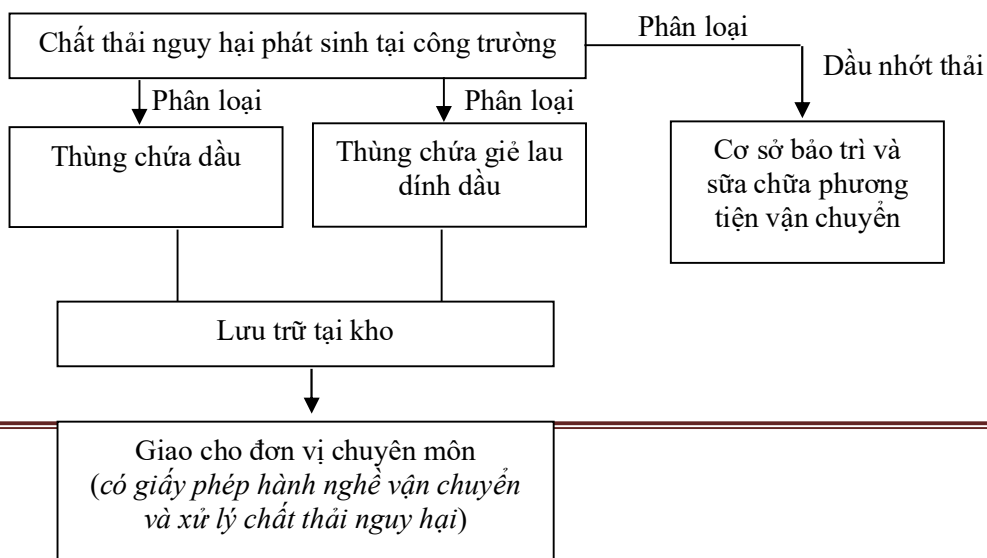 Chất thải nguy hại phát sinh tại công trường
Phân loại
Dầu nhớt thải
Phân loại
Phân loại
Thùng chứa dầu
Thùng chứa giẻ lau
dính dầu
Cơ sở bảo trì và
sữa chữa phương
tiện vận chuyển
Lưu trữ tại kho
Giao cho đơn vị chuyên môn
(có giấy phép hành nghề vận chuyển
và xử lý chất thải nguy hại)